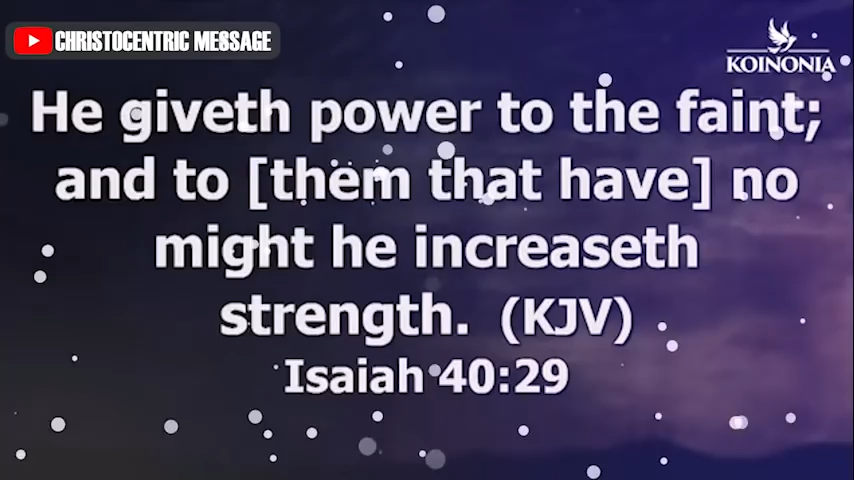 CHRISTOCENTRIC MESSAGE
KOINONIA
He giveth power to the faint;
and to [them that have] no
might he increaseth
strength. (KJV)
Isaiah 40:29